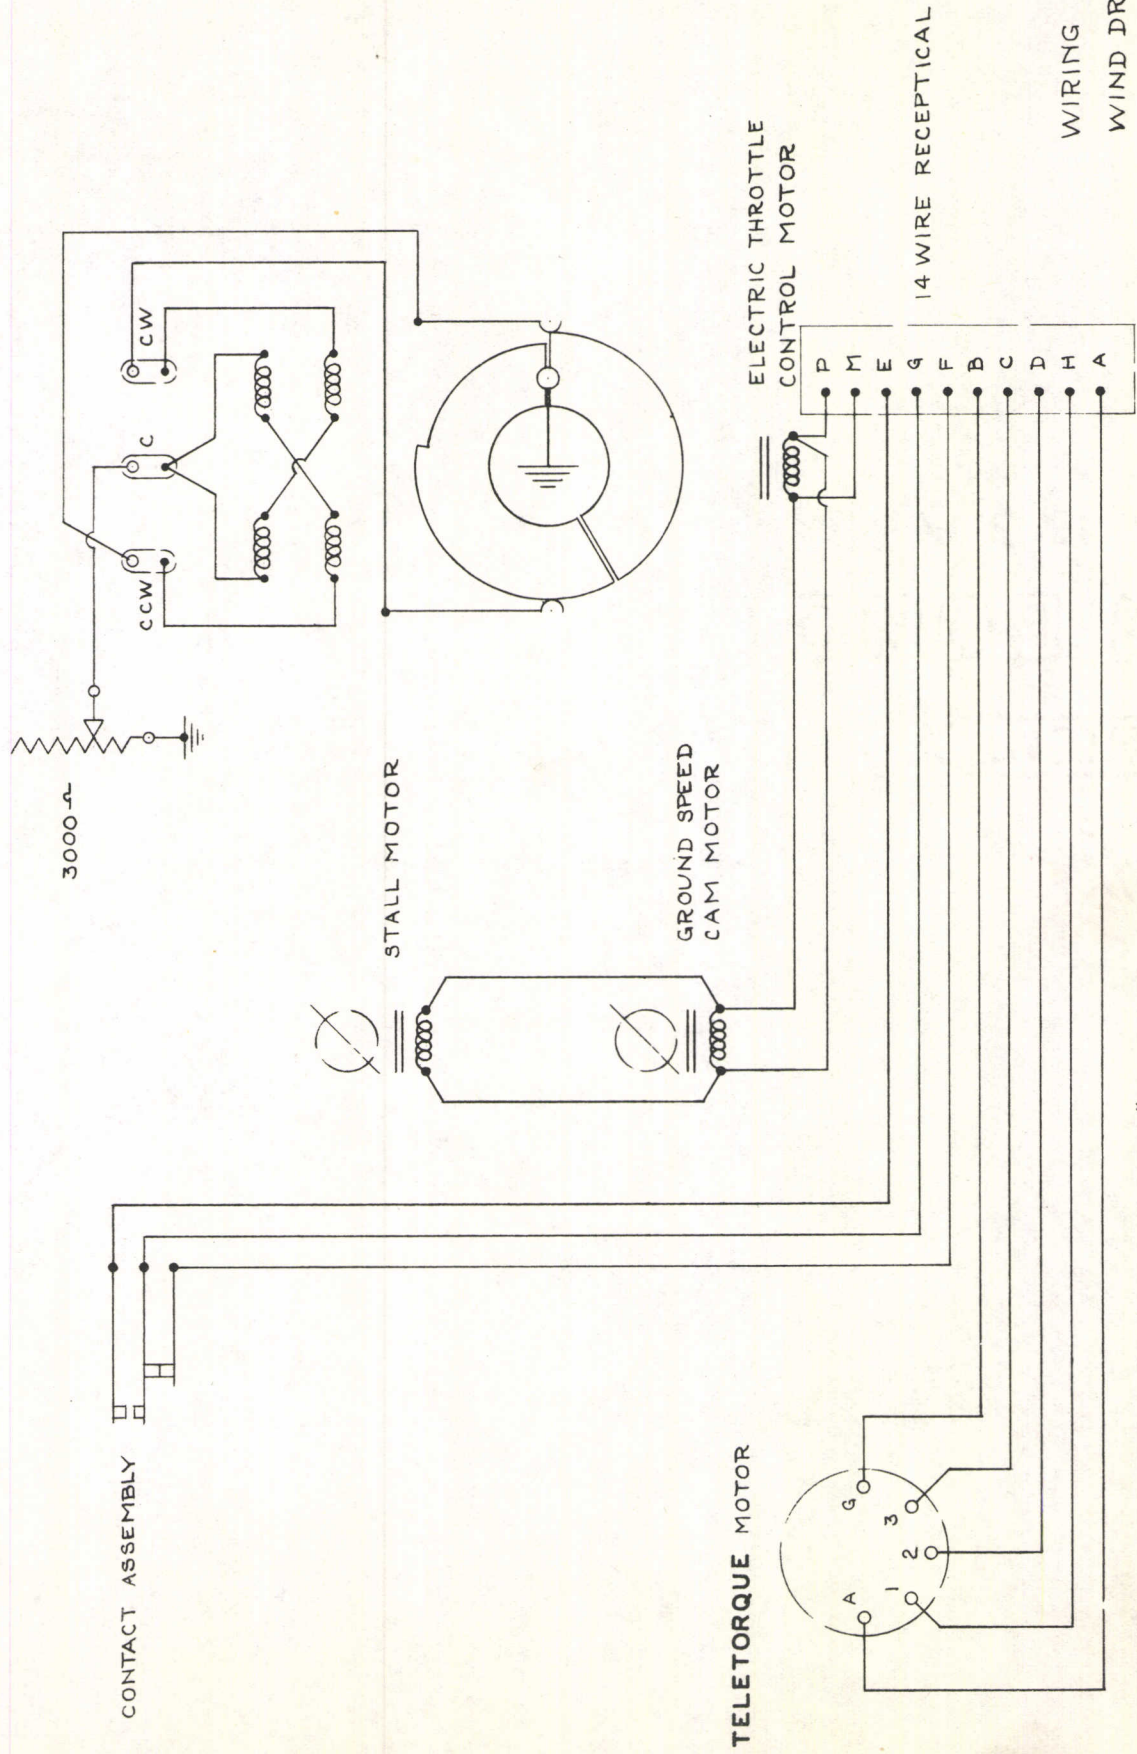 3000Ω
CCW
C
CW
STALL MOTOR
GROUND SPEED
CAM MOTOR
ELECTRIC THROTTLE
CONTROL MOTOR
14 WIRE RECEPTICAL
P
M
E
G
F
B
C
D
H
A
CONTACT ASSEMBLY
TELETORQUE MOTOR
A
1
2
3
G
WIRING
WIND DR